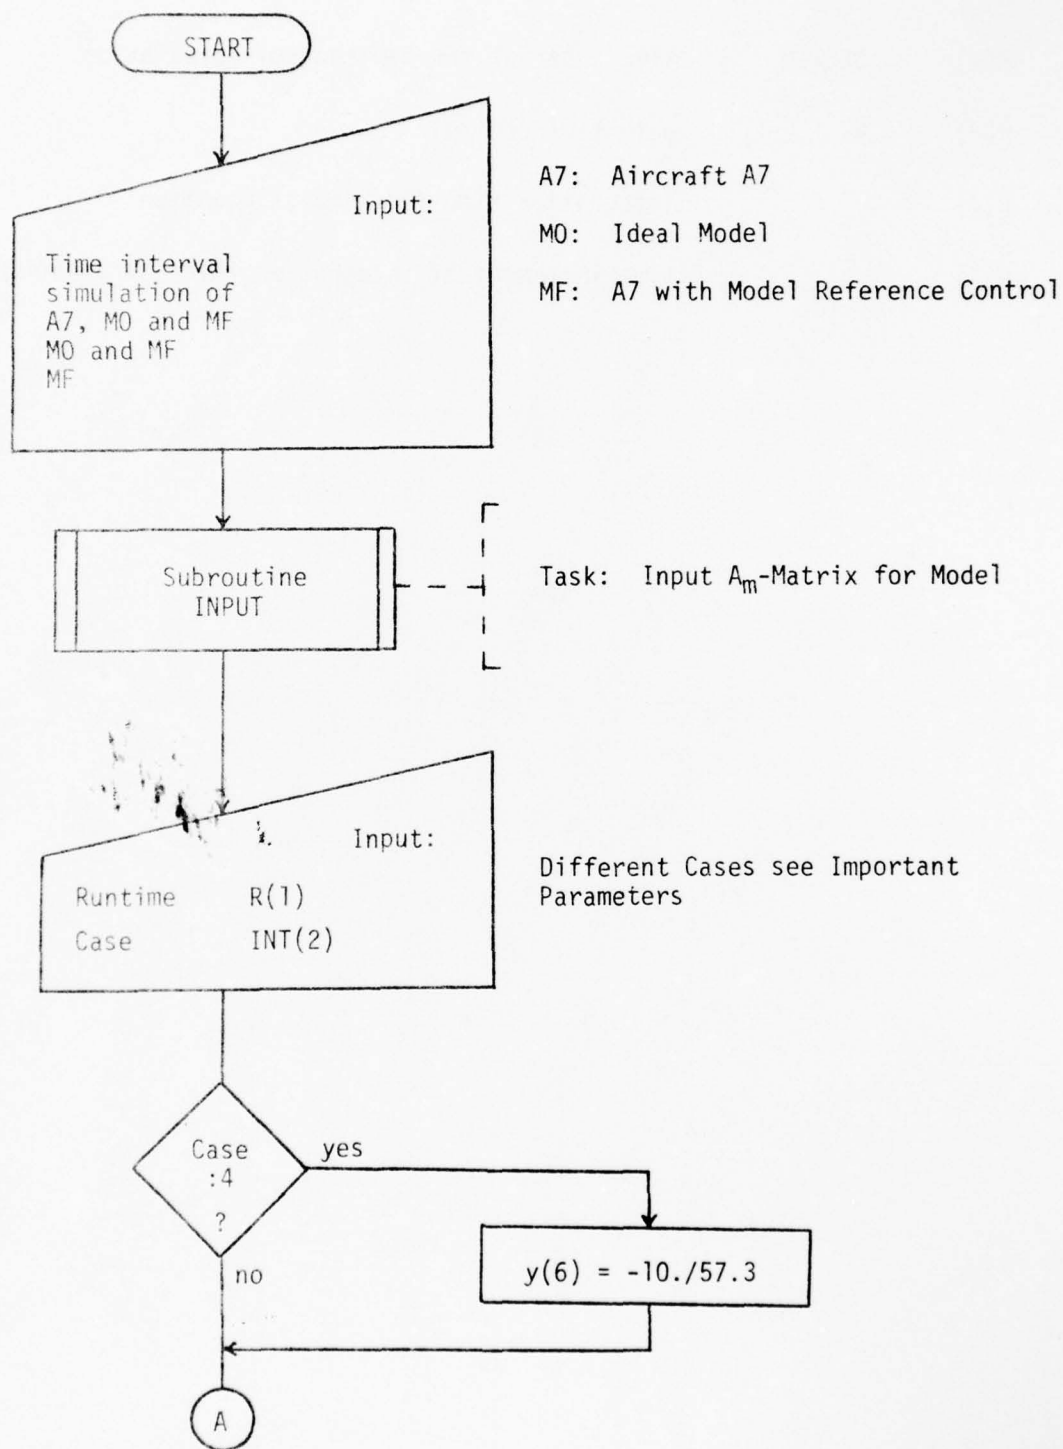 START
Input:
Time interval
simulation of
A7, MO and MF
MO and MF
MF
A7: Aircraft A7
MO: Ideal Model
MF: A7 with Model Reference Control
Subroutine
INPUT
Task: Input Am-Matrix for Model
Input:
Runtime R(1)
Case INT(2)
Different Cases see Important
Parameters
Case
:4
?
yes
no
y(6) = -10./57.3
A